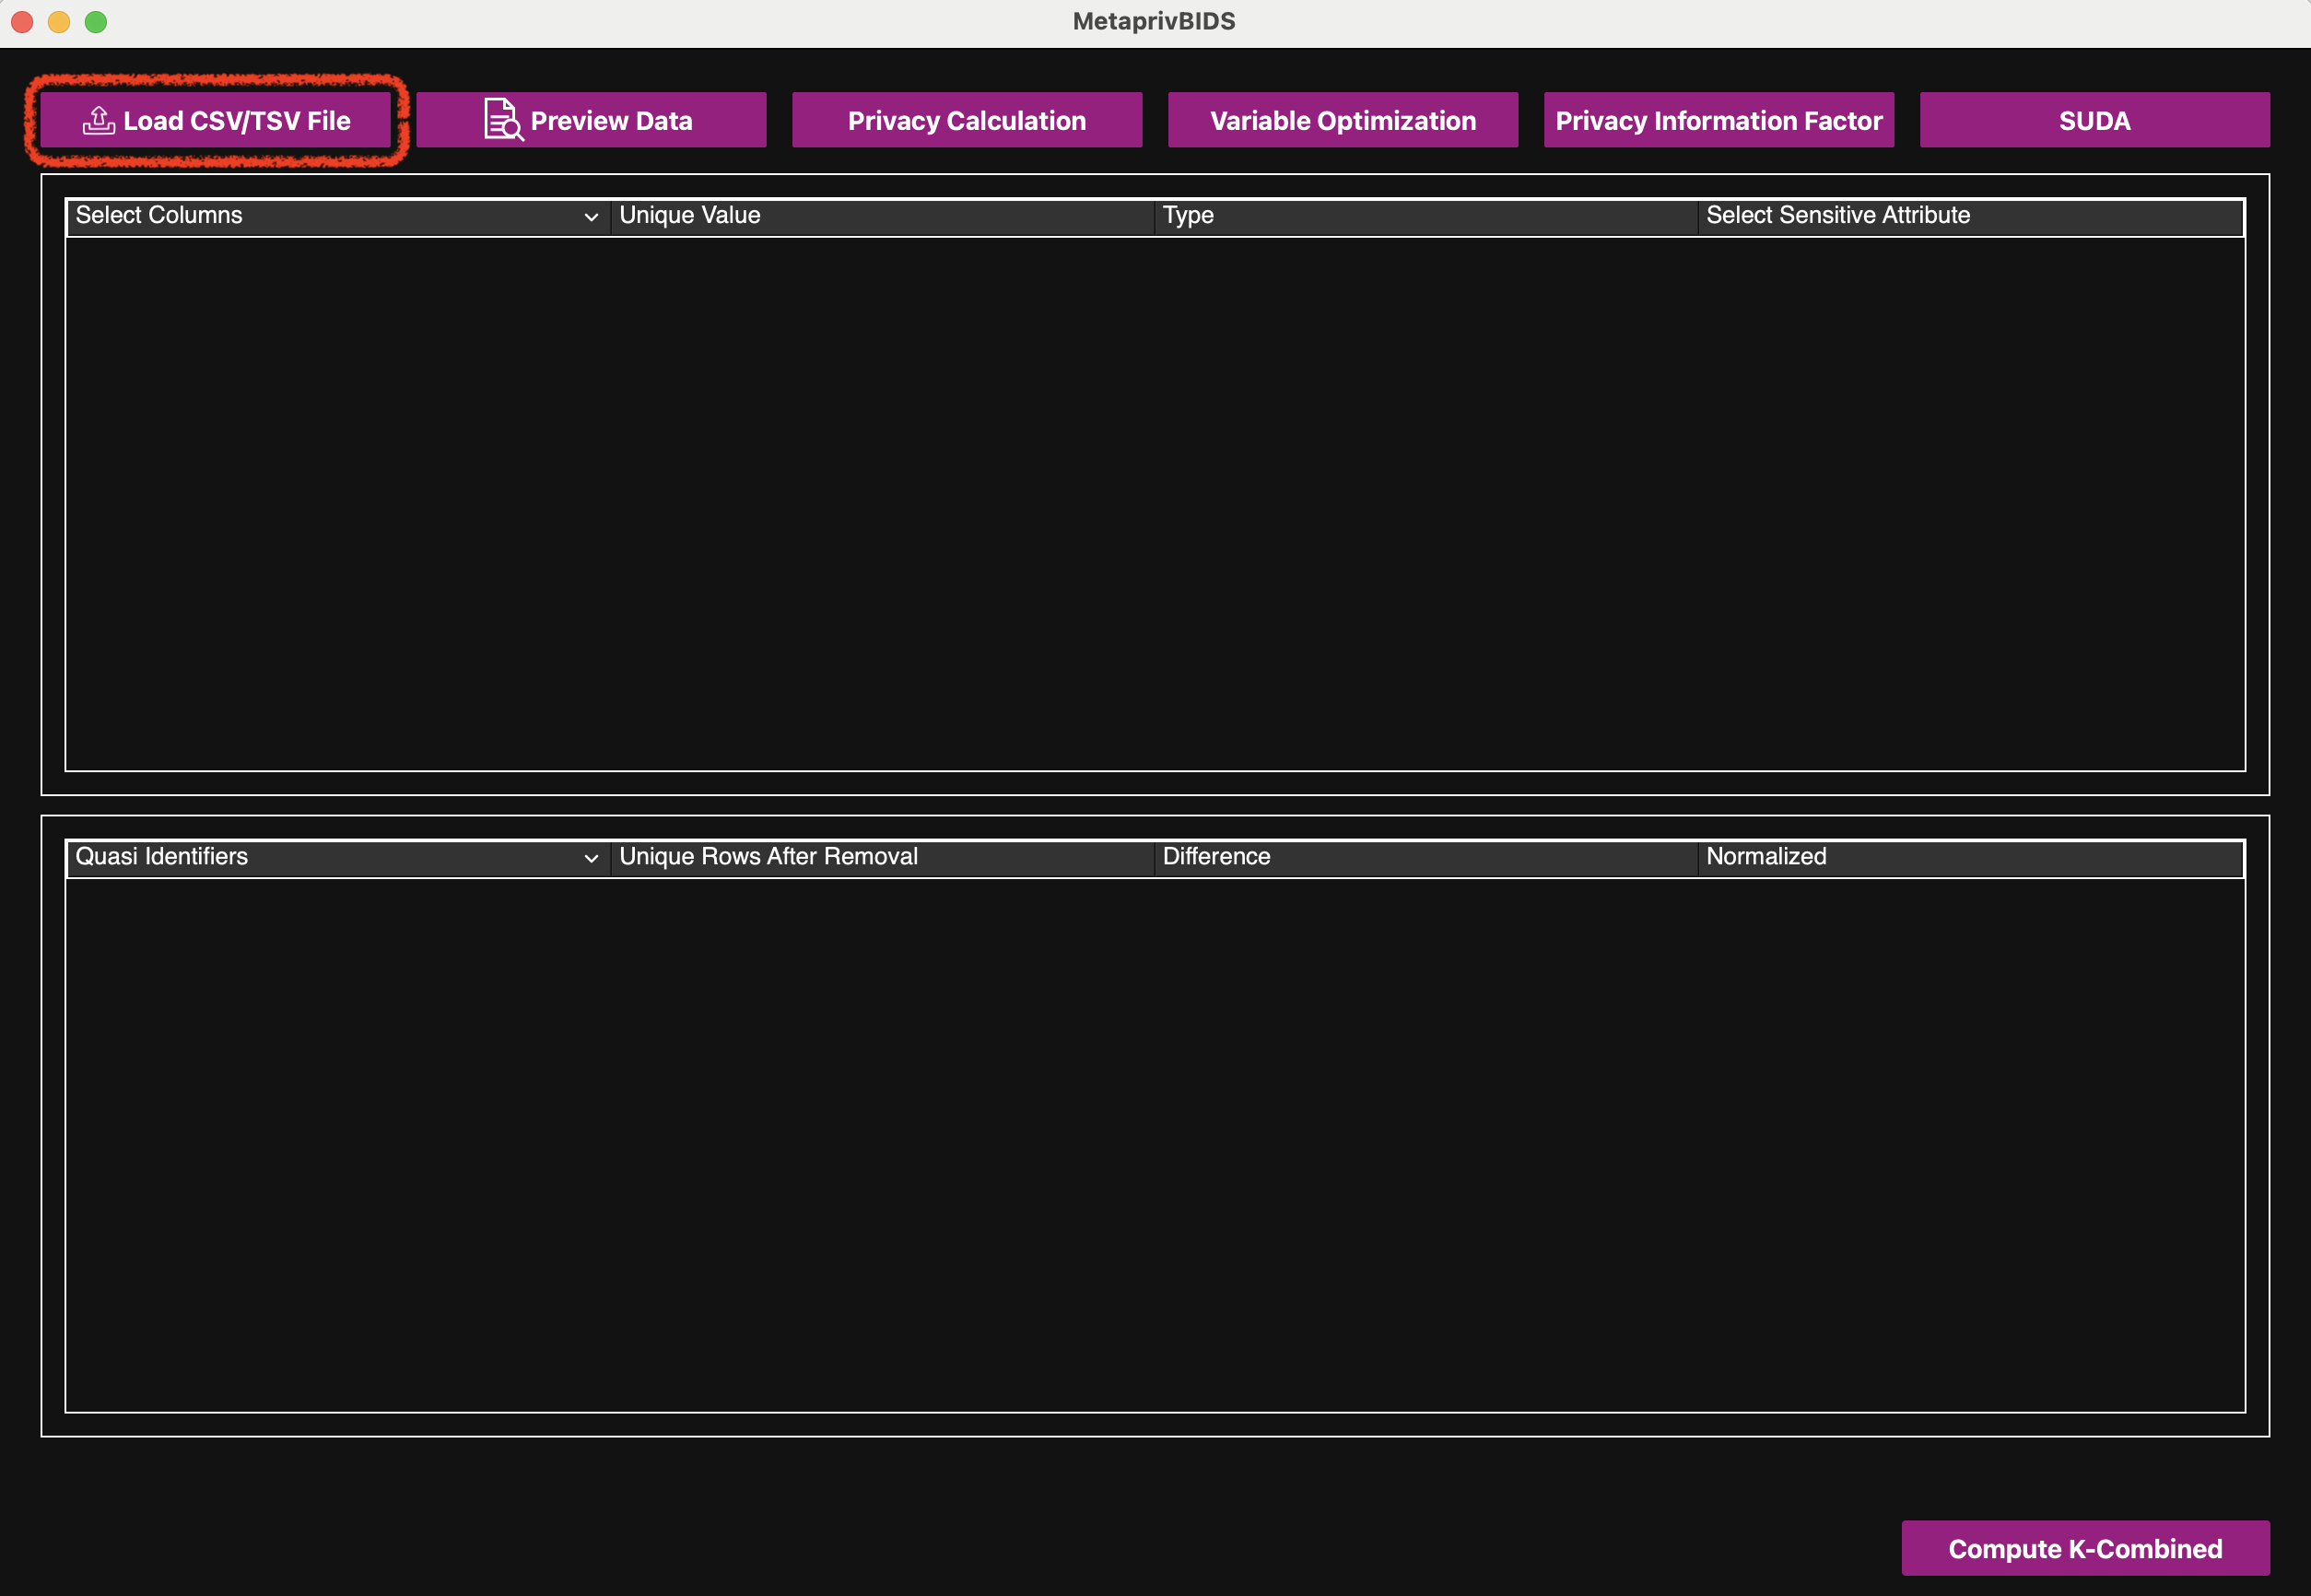 MetaprivBIDS
Load CSV/TSV File Preview Data Privacy Calculation Variable Optimization Privacy Information Factor SUDA
Select Columns Unique Value Type Select Sensitive Attribute
Quasi Identifiers Unique Rows After Removal Difference Normalized
Compute K-Combined